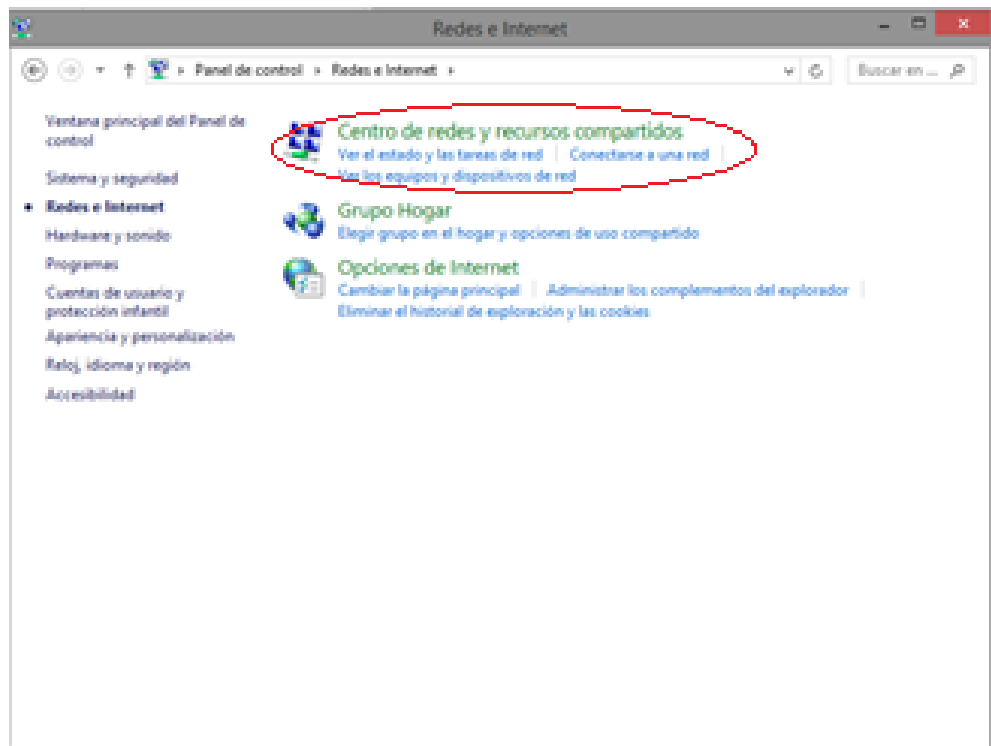 Redes e Internet
Panel de control
Redes e Internet
Buscar en ...
Ventana principal del Panel de
control
Sistema y seguridad
Redes e Internet
Hardware y sonido
Programas
Cuentas de usuario y
protección infantil
Apariencia y personalización
Reloj, idioma y región
Accesibilidad
Centro de redes y recursos compartidos
Ver el estado y las tareas de red
Conectarse a una red
Ver los equipos y dispositivos de red
Grupo Hogar
Elegir grupo en el hogar y opciones de uso compartido
Opciones de Internet
Cambiar la página principal
Administrar los complementos del explorador
Eliminar el historial de exploración y las cookies